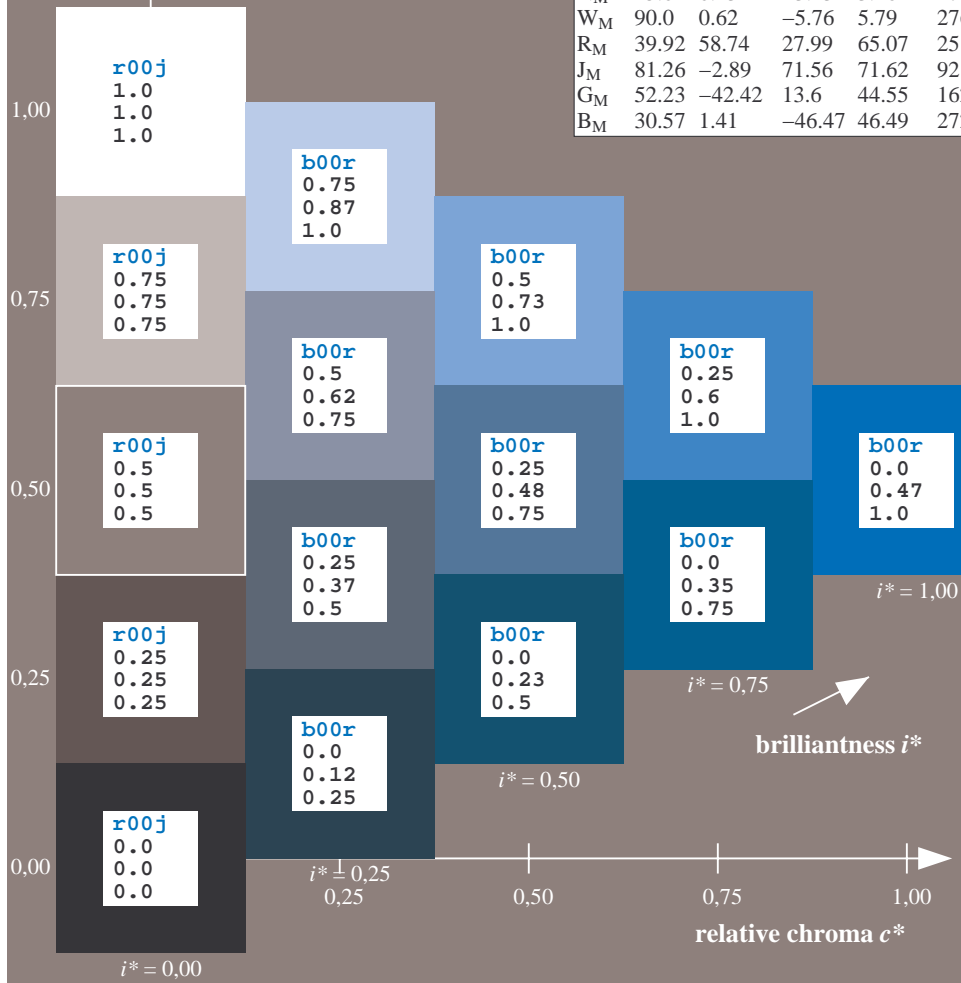 W_M 90.0 0.62 −5.76 5.79
R_M 39.92 58.74 27.99 65.07
J_M 81.26 −2.89 71.56 71.62 92
G_M 52.23 −42.42 13.6 44.55
B_M 30.57 1.41 −46.47 46.49
r00j
1.0
1.0
1.0
1,00
b00r
0.75
0.87
1.0
r00j
0.75
0.75
0.75
b00r
0.5
0.73
1.0
0,75
b00r
0.5
0.62
0.75
b00r
0.25
0.6
1.0
r00j
0.5
0.5
0.5
b00r
0.25
0.48
0.75
b00r
0.0
0.47
1.0
0,50
b00r
0.25
0.37
0.5
b00r
0.0
0.35
0.75
i* = 1,00
r00j
0.25
0.25
0.25
b00r
0.0
0.23
0.5
0,25
i* = 0,75
b00r
0.0
0.12
0.25
brilliantness i*
i* = 0,50
r00j
0.0
0.0
0.0
0,00
i* = 0,25
0,25 0,50 0,75 1,00
relative chroma c*
i* = 0,00